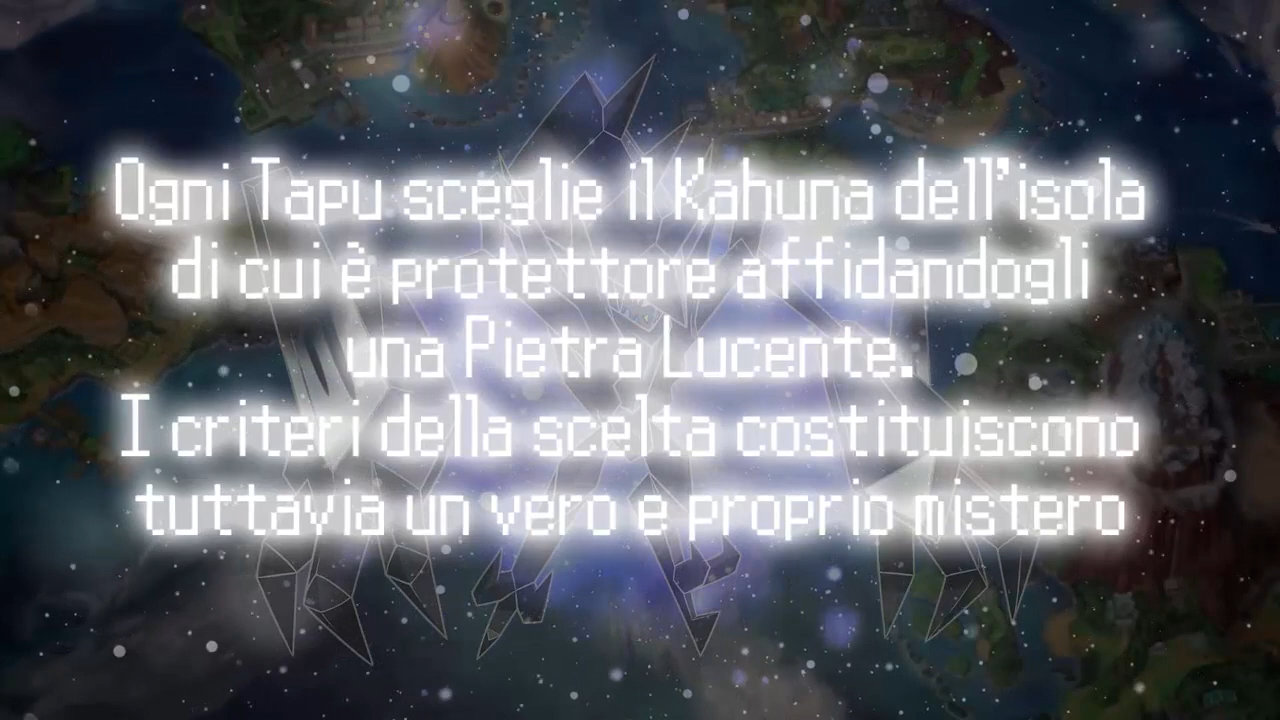 Ogni Tapu sceglie il Kahuna dell'isola
di cui è protettore affidandogli
una Pietra Lucente.
I criteri della scelta costituiscono
tuttavia un vero e proprio mistero